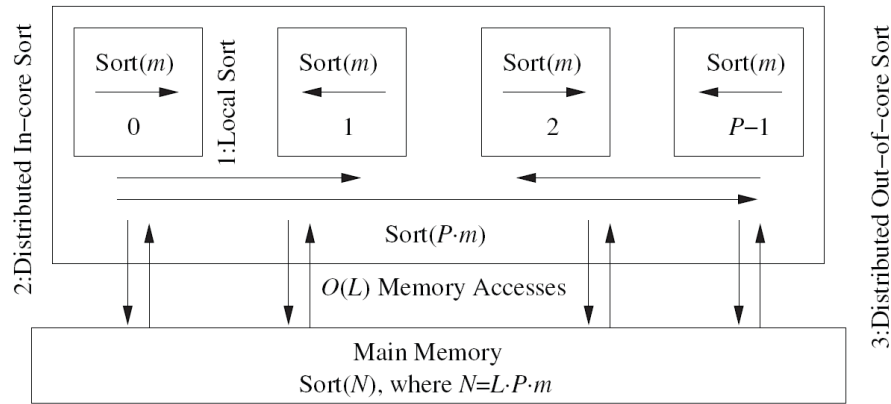 2:Distributed In−core Sort
Sort(m)
0
1:Local Sort
Sort(m)
1
Sort(m)
2
Sort(m)
P−1
Sort(P·m)
O(L) Memory Accesses
Main Memory
Sort(N), where N=L·P·m
3:Distributed Out−of−core Sort